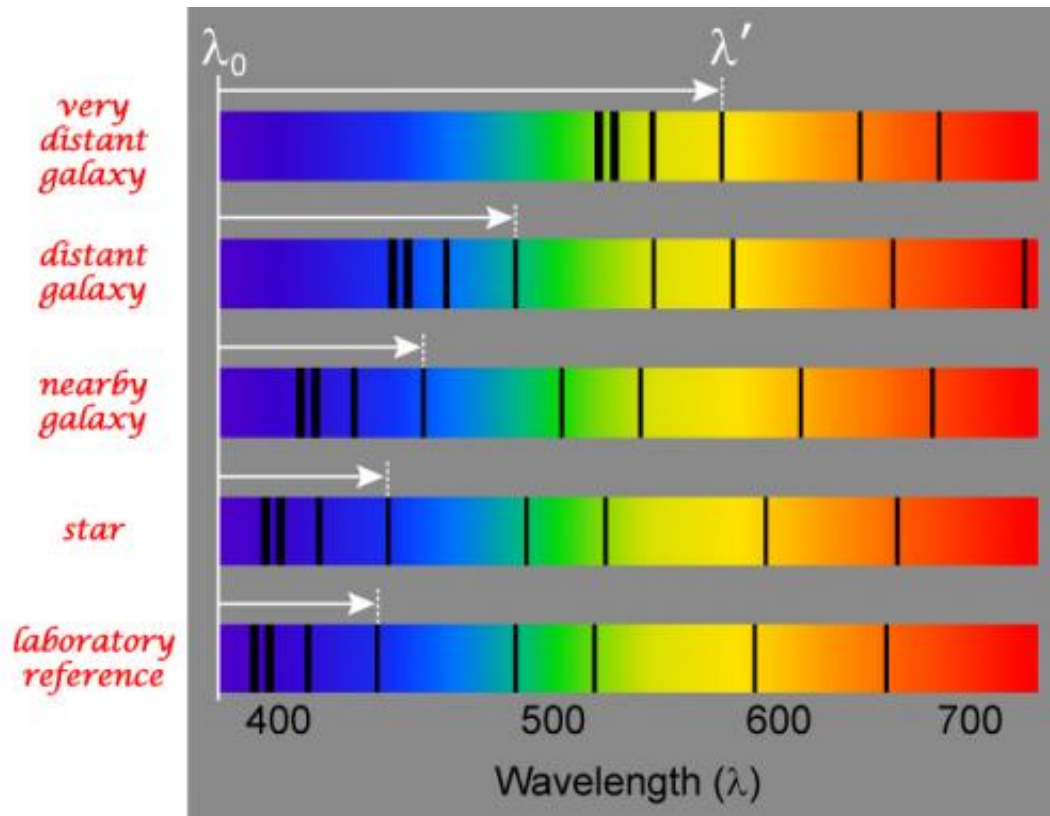 λ₀ λ′
very
distant
galaxy
distant
galaxy
nearby
galaxy
star
laboratory
reference
400 500 600 700
Wavelength (λ)